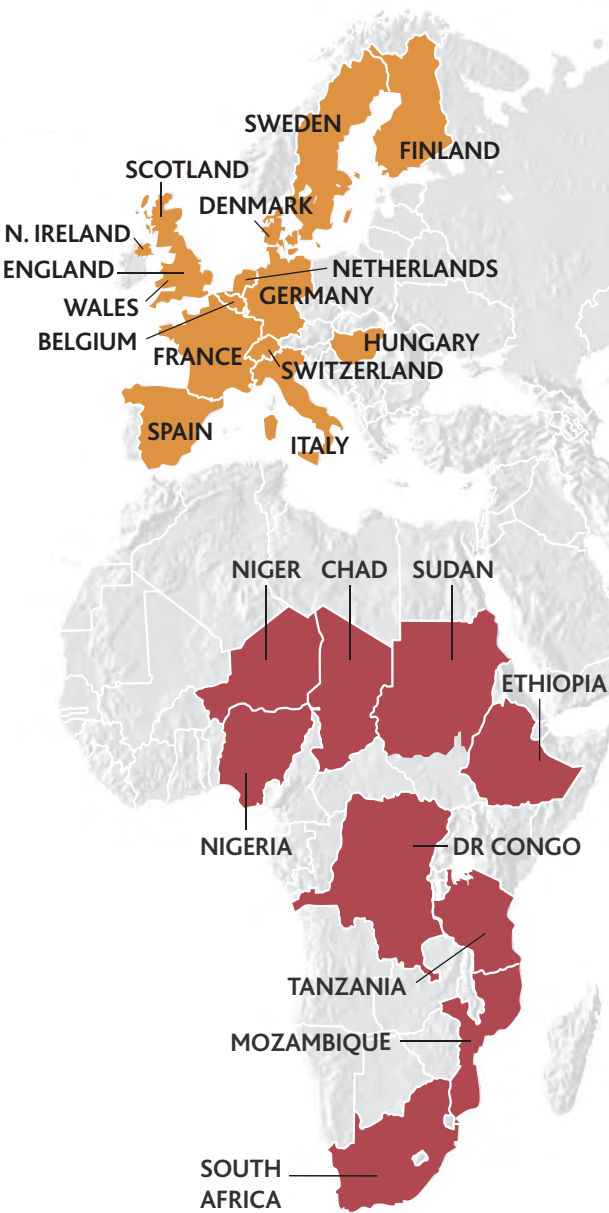 SWEDEN
FINLAND
SCOTLAND
DENMARK
N. IRELAND
ENGLAND
NETHERLANDS
GERMANY
WALES
BELGIUM
FRANCE
HUNGARY
SWITZERLAND
SPAIN
ITALY
NIGER
CHAD
SUDAN
ETHIOPIA
NIGERIA
DR CONGO
TANZANIA
MOZAMBIQUE
SOUTH
AFRICA